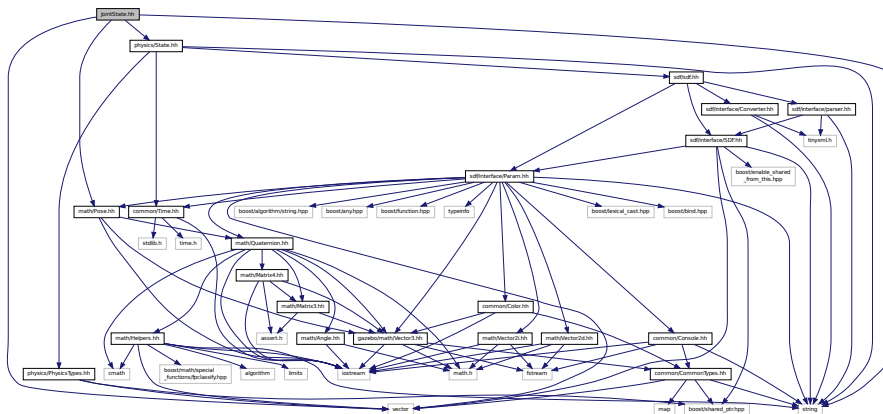 JointState.hh
physics/State.hh
sdf/sdf.hh
sdf/interface/Converter.hh
sdf/interface/parser.hh
sdf/interface/SDF.hh
tinyxml.h
boost/enable_shared
_from_this.hpp
sdf/interface/Param.hh
math/Pose.hh
common/Time.hh
boost/algorithm/string.hpp
boost/any.hpp
boost/function.hpp
typeinfo
boost/lexical_cast.hpp
boost/bind.hpp
stdlib.h
time.h
math/Quaternion.hh
math/Matrix4.hh
math/Matrix3.hh
common/Color.hh
math/Helpers.hh
assert.h
math/Angle.hh
gazebo/math/Vector3.hh
math/Vector2i.hh
math/Vector2d.hh
common/Console.hh
physics/PhysicsTypes.hh
cmath
boost/math/special
_functions/fpclassify.hpp
algorithm
limits
iostream
math.h
fstream
common/CommonTypes.hh
vector
map
boost/shared_ptr.hpp
string